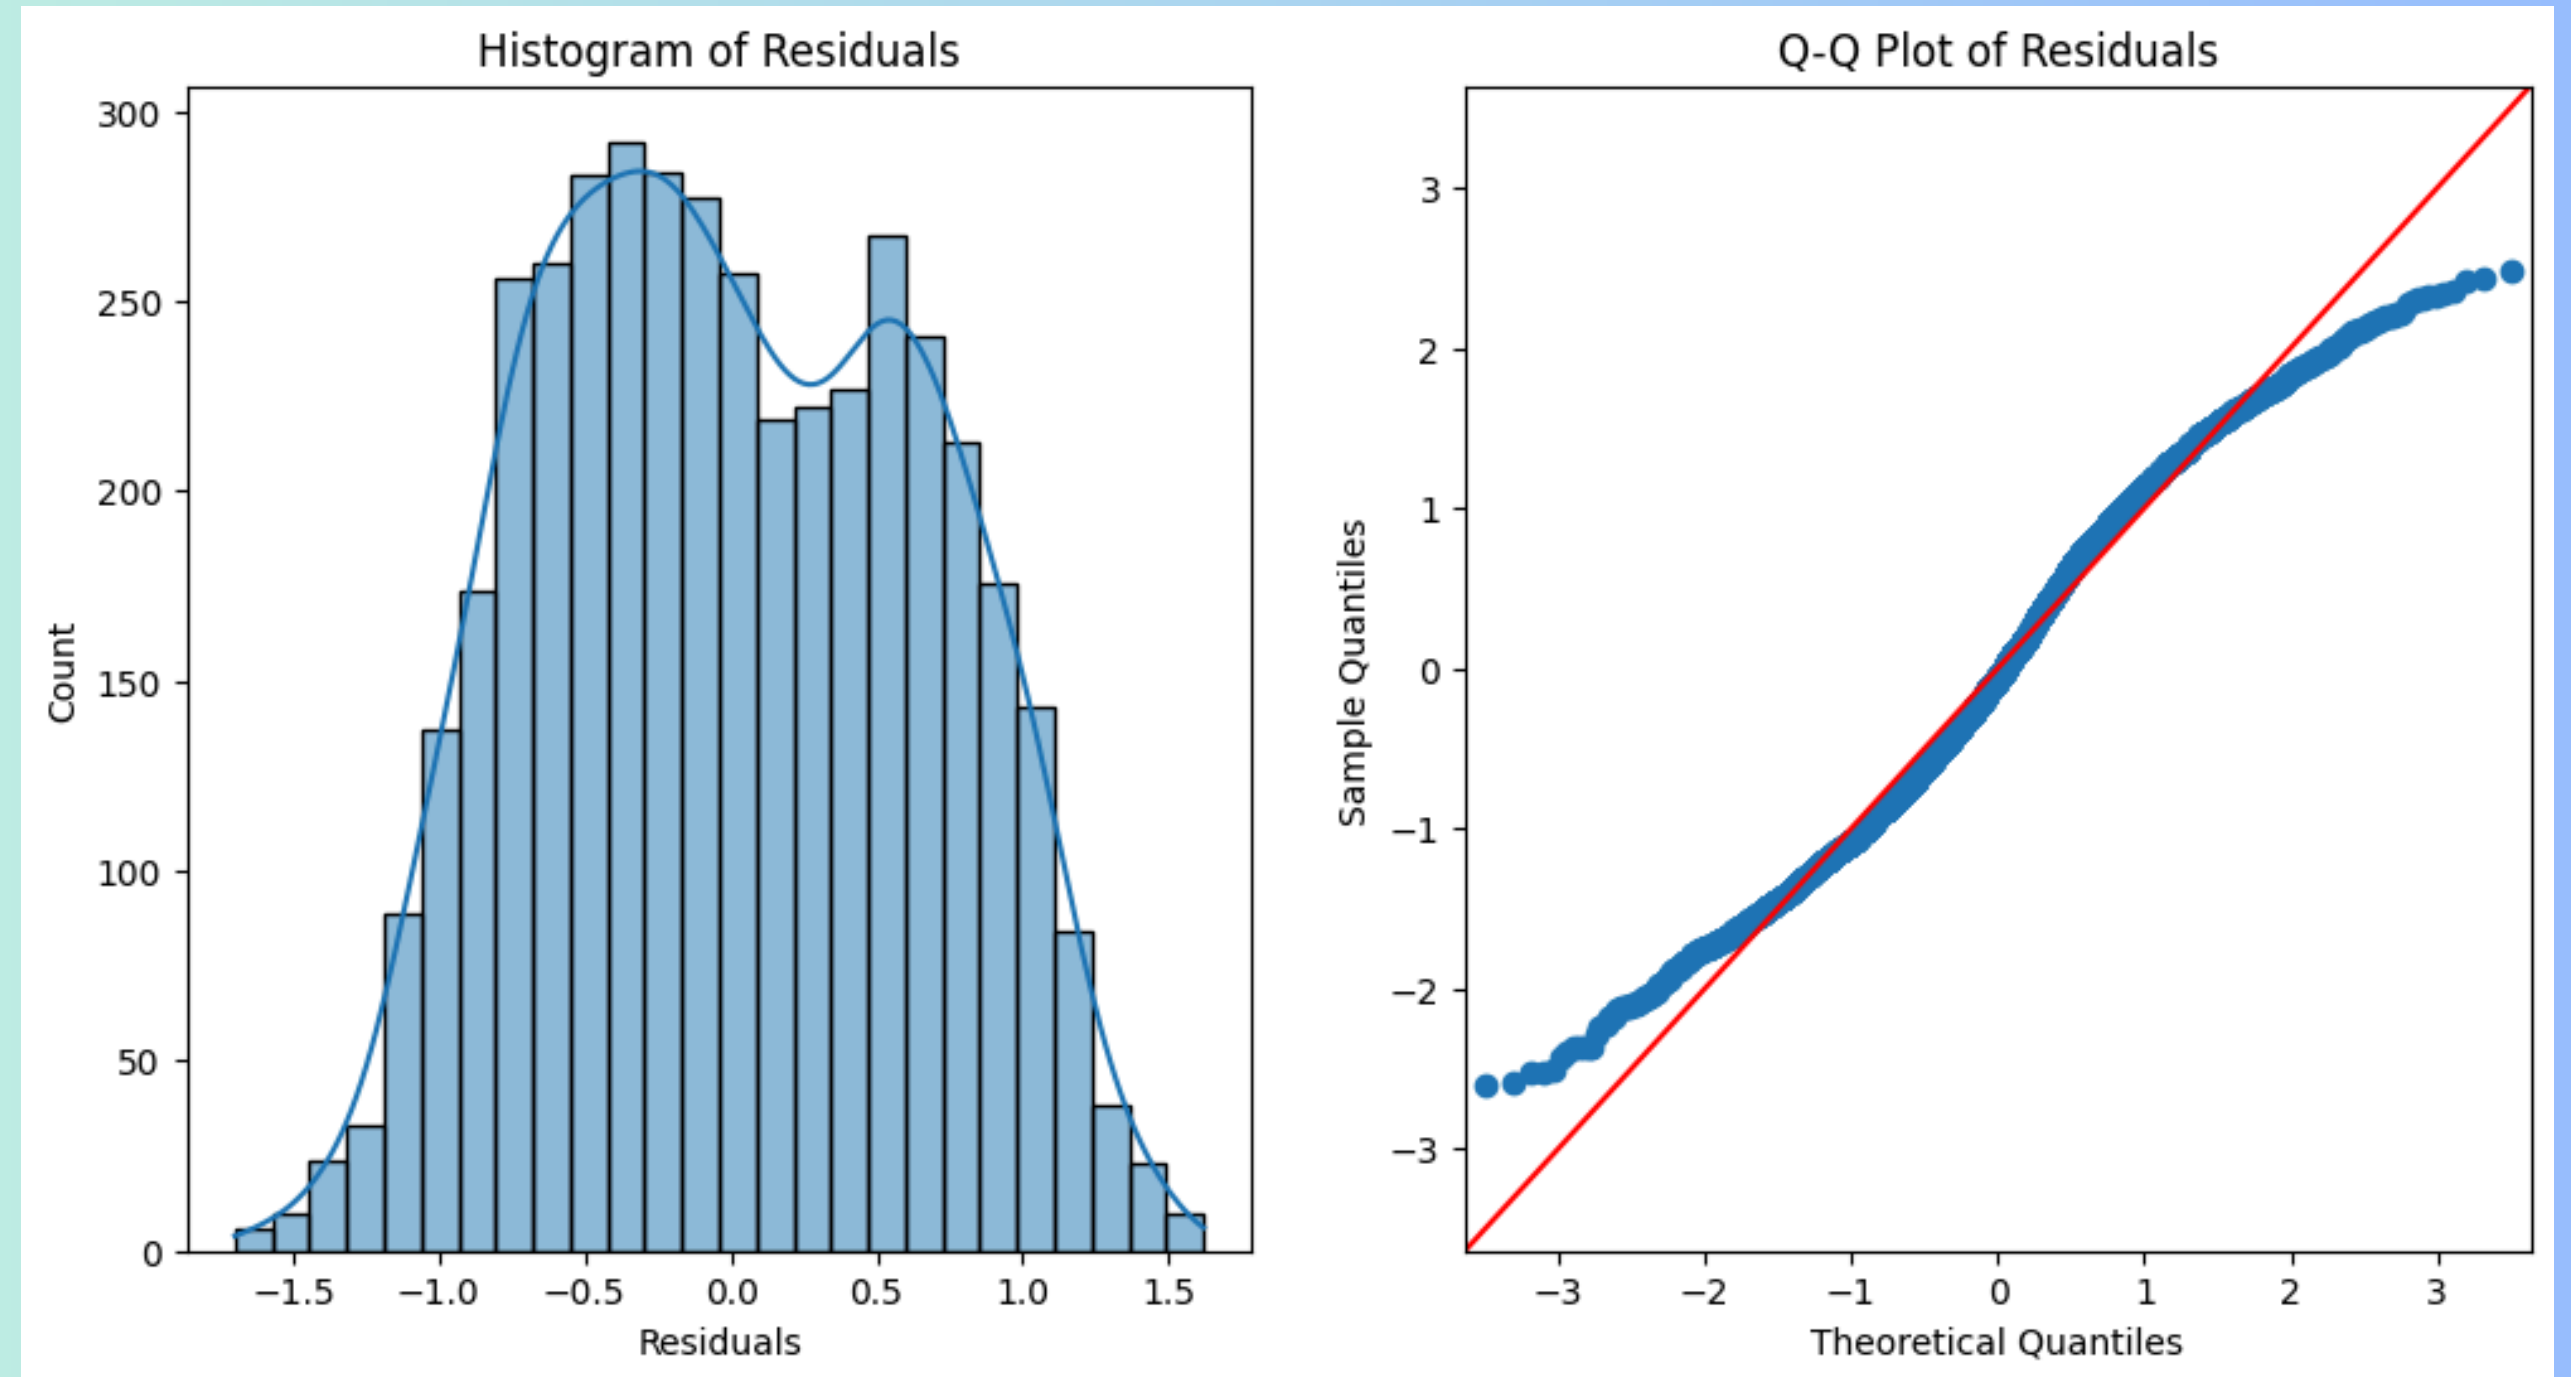 Histogram of Residuals
300
250
200
150
100
50
0
Count
−1.5 −1.0 −0.5 0.0 0.5 1.0 1.5
Residuals
Q-Q Plot of Residuals
3
2
1
0
−1
−2
−3
Sample Quantiles
−3 −2 −1 0 1 2 3
Theoretical Quantiles